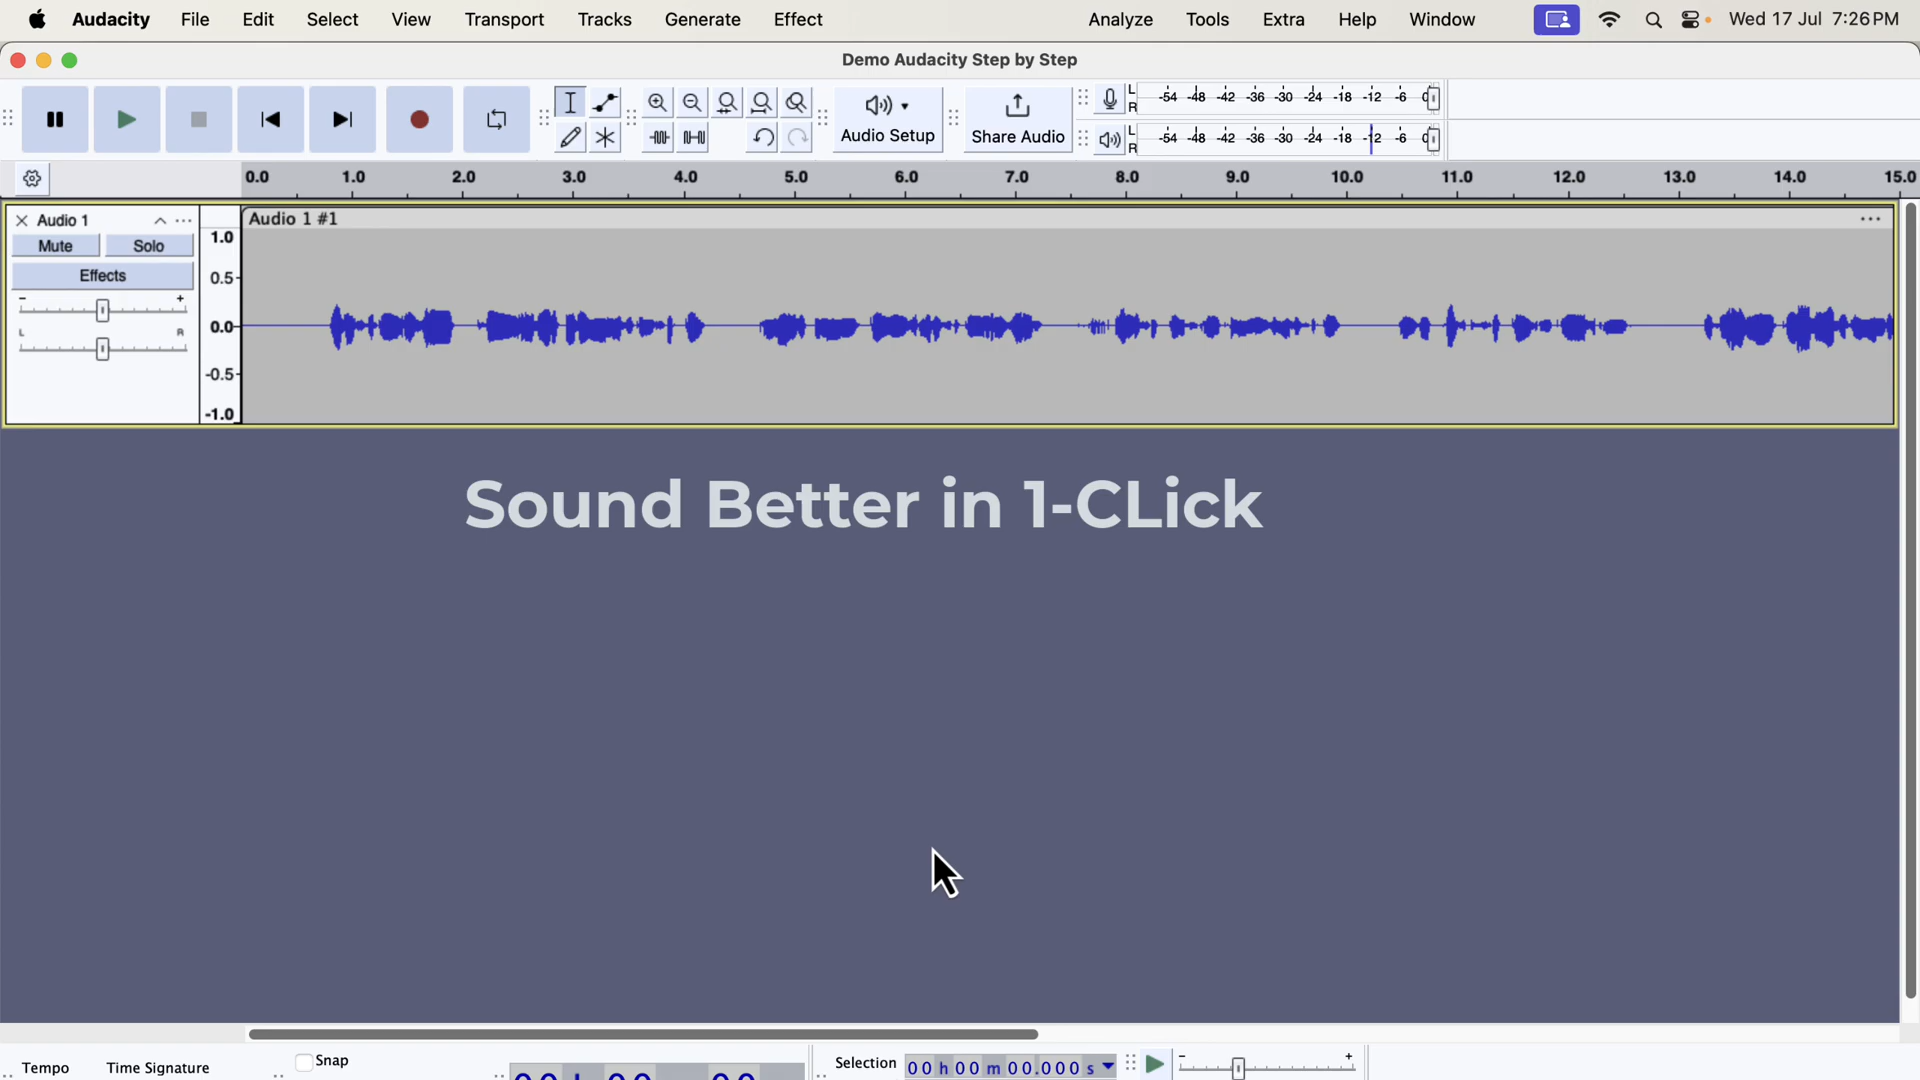 Audacity File Edit Select View Transport Tracks Generate Effect Analyze Tools Extra Help Window Wed 17 Jul 7:26 PM
Demo Audacity Step by Step
Audio Setup
Share Audio
L
R
-54 -48 -42 -36 -30 -24 -18 -12 -6 0
L
R
-54 -48 -42 -36 -30 -24 -18 -12 -6 0
0.0 1.0 2.0 3.0 4.0 5.0 6.0 7.0 8.0 9.0 10.0 11.0 12.0 13.0 14.0 15.0
Audio 1
Audio 1 #1
Mute Solo
Effects
- +
L R
1.0
0.5
0.0
-0.5
-1.0
Sound Better in 1-CLick
Tempo
Time Signature
Snap
Selection
00 h 00 m 00.000 s
- +